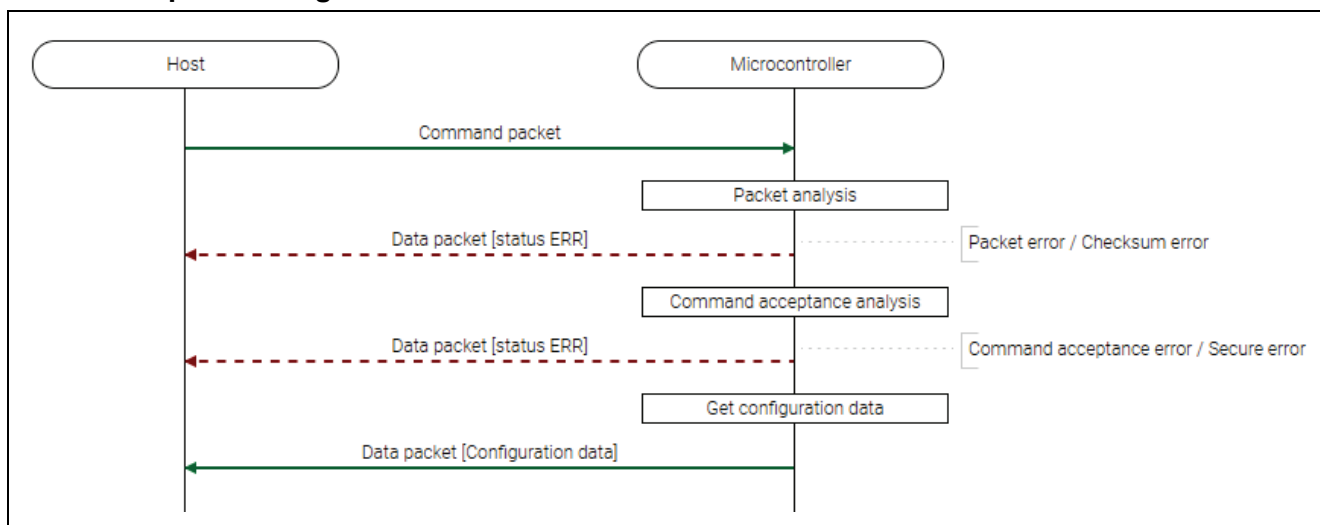 Host
Microcontroller
Command packet
Packet analysis
Data packet [status ERR]
Packet error / Checksum error
Command acceptance analysis
Data packet [status ERR]
Command acceptance error / Secure error
Get configuration data
Data packet [Configuration data]